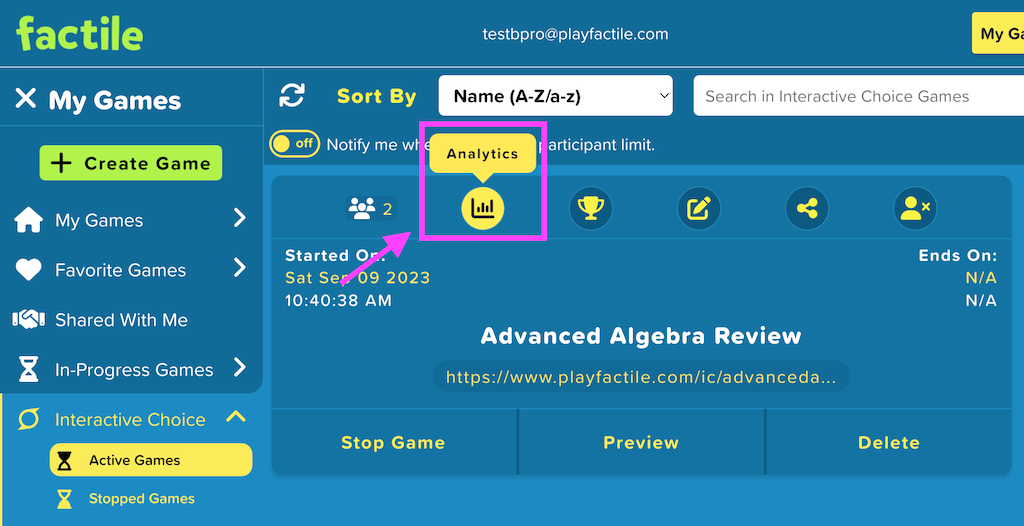 factile
testbpro@playfactile.com
My Ga
My Games
Sort By
Name (A-Z/a-z)
Search in Interactive Choice Games
off
Notify me whe
participant limit.
Analytics
Create Game
2
My Games
Favorite Games
Shared With Me
In-Progress Games
Interactive Choice
Active Games
Stopped Games
Started On:
Sat Sep 09 2023
10:40:38 AM
Ends On:
N/A
N/A
Advanced Algebra Review
https://www.playfactile.com/ic/advanceda...
Stop Game
Preview
Delete